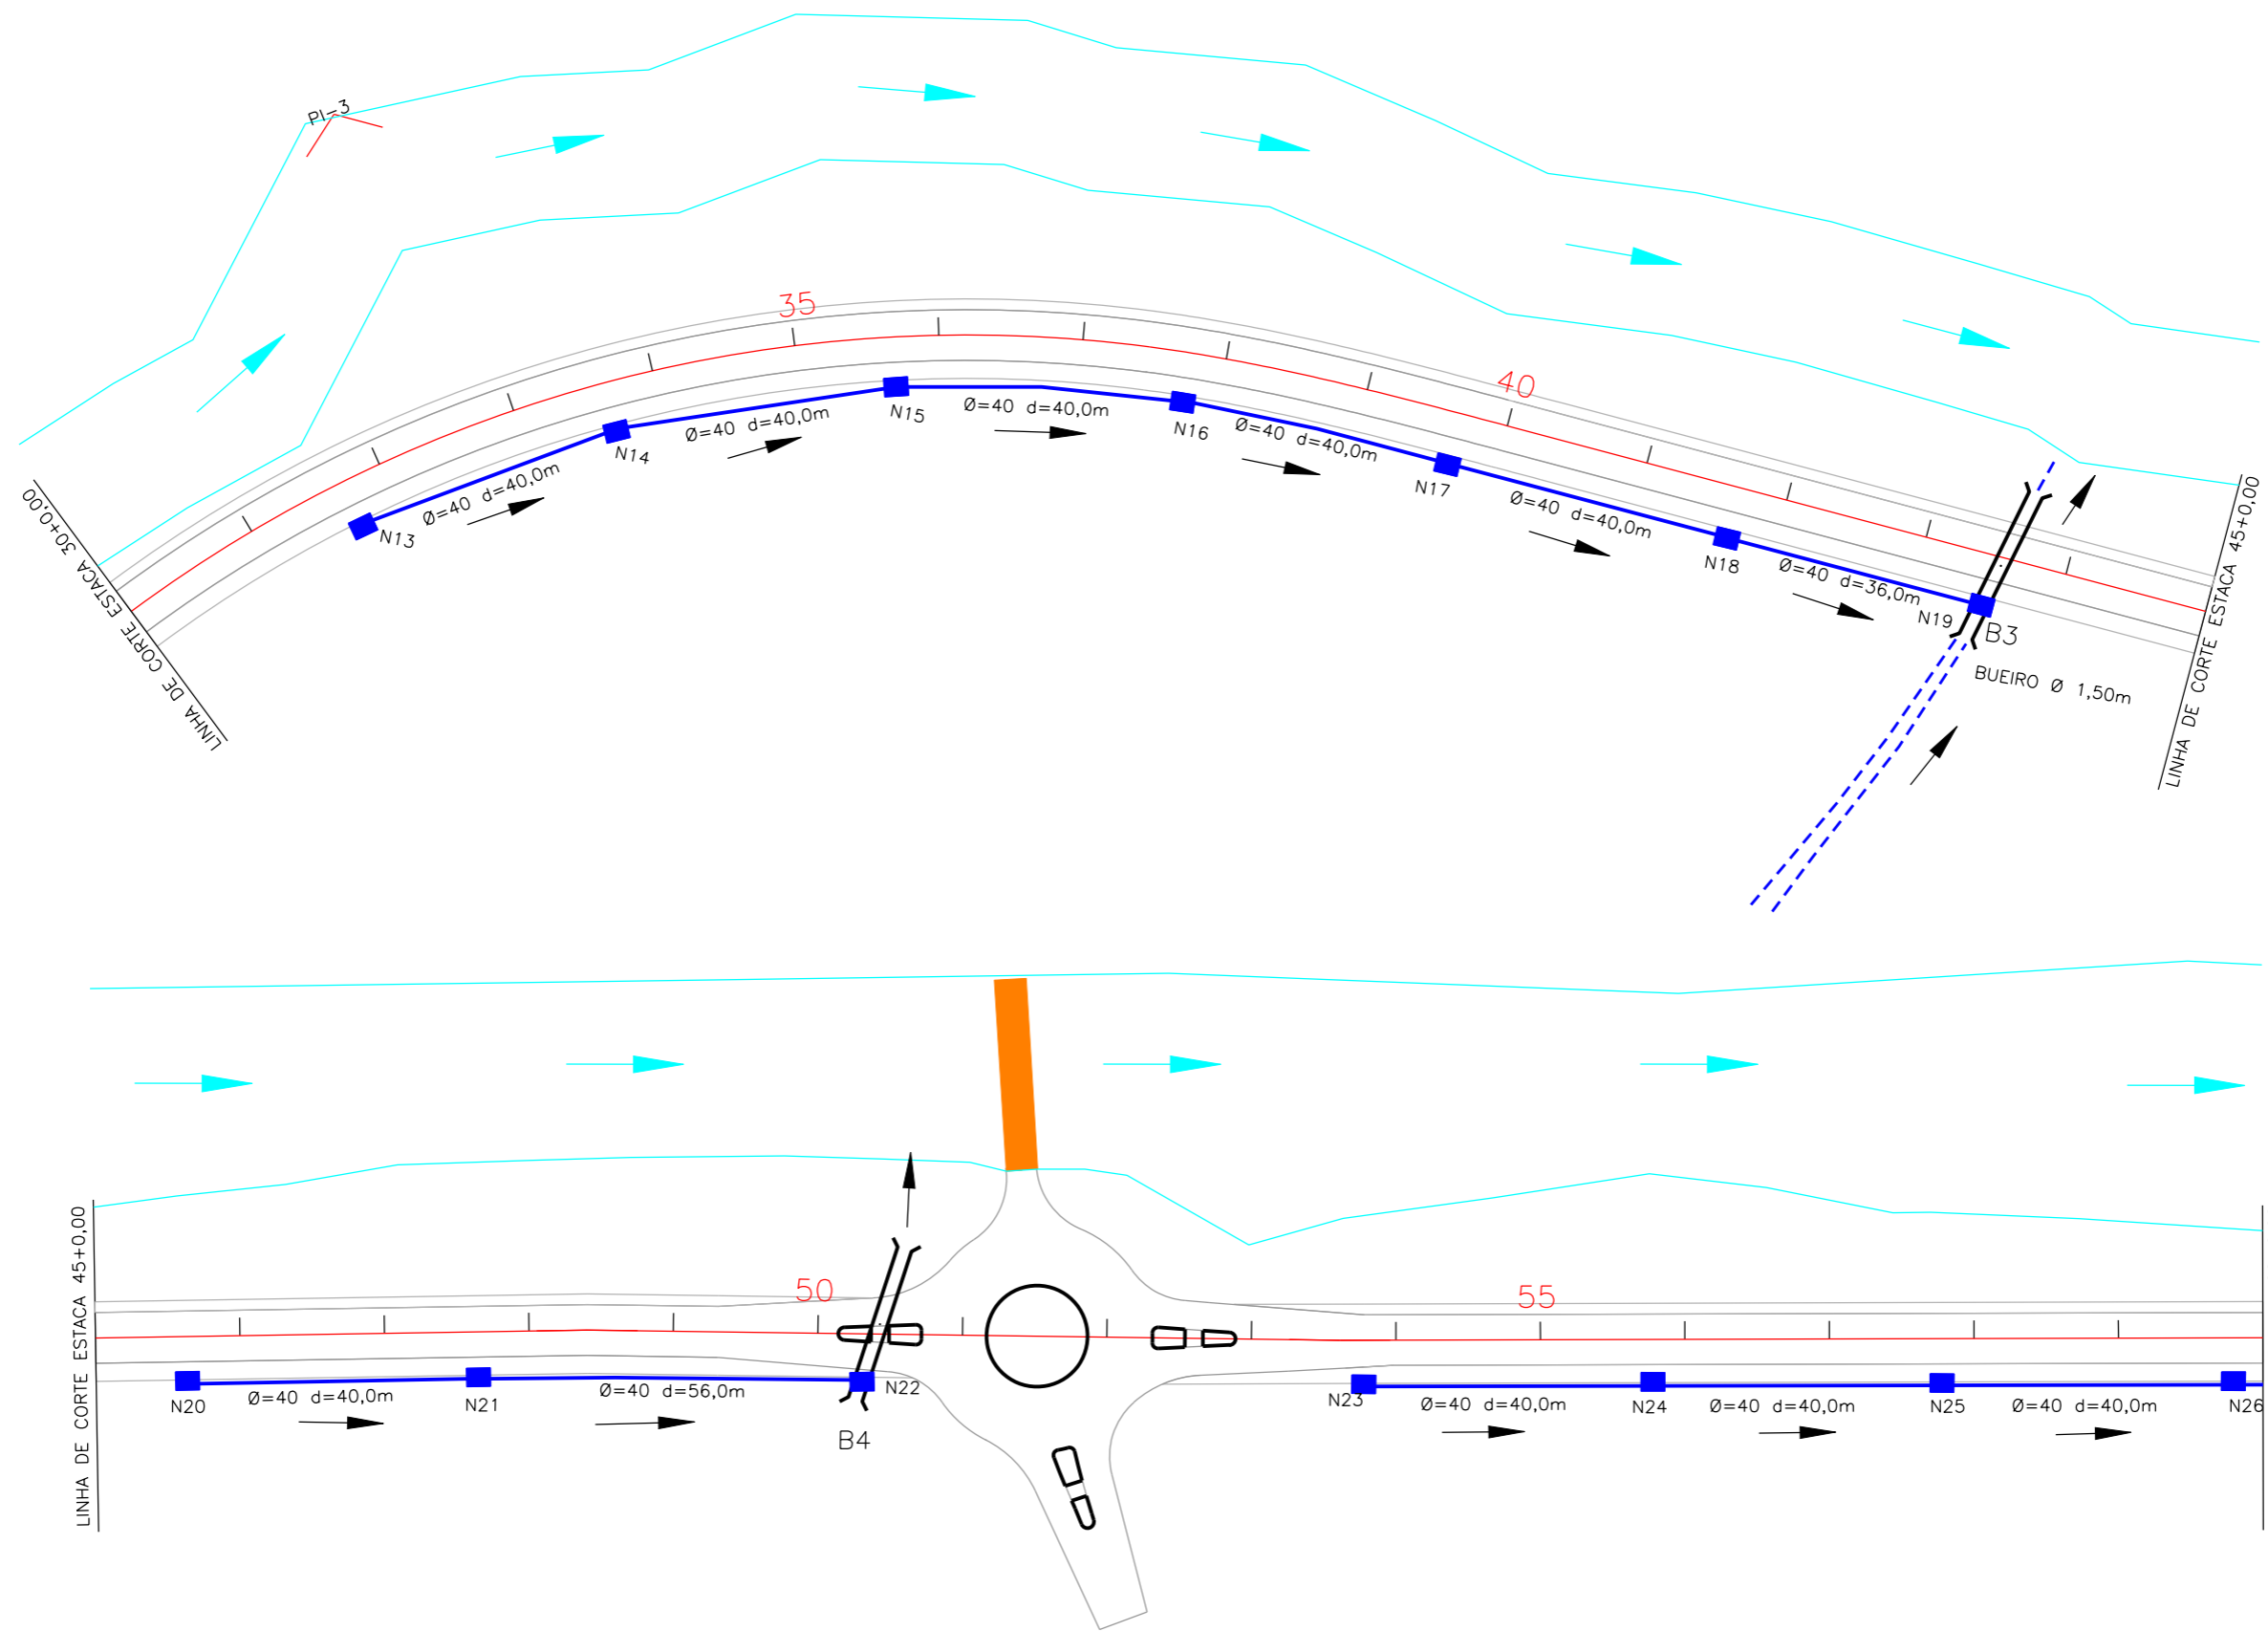 PI=3
35
40
LINHA DE CORTE ESTACA 30+0,00
N13
Ø=40 d=40,0m
N14
Ø=40 d=40,0m
N15
Ø=40 d=40,0m
N16
Ø=40 d=40,0m
N17
Ø=40 d=40,0m
N18
Ø=40 d=36,0m
N19
B3
BUEIRO Ø 1,50m
LINHA DE CORTE ESTACA 45+0,00
LINHA DE CORTE ESTACA 45+0,00
50
55
N20
Ø=40 d=40,0m
N21
Ø=40 d=56,0m
N22
B4
N23
Ø=40 d=40,0m
N24
Ø=40 d=40,0m
N25
Ø=40 d=40,0m
N26